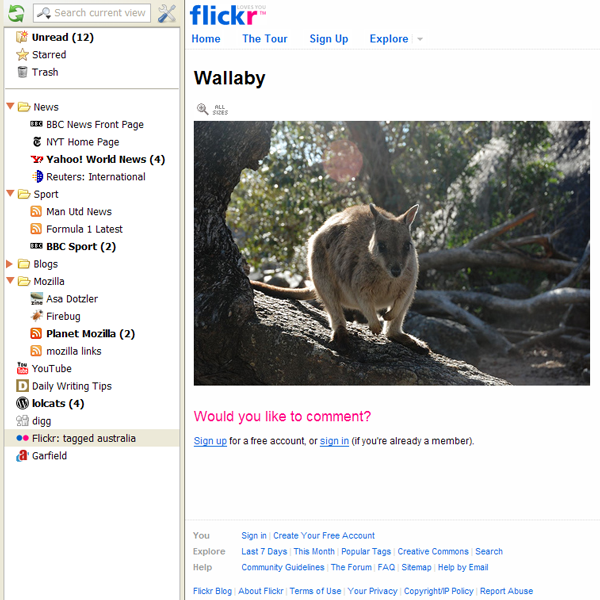 Search current view
Unread (12)
Starred
Trash
News
BBC News Front Page
NYT Home Page
Yahoo! World News (4)
Reuters: International
Sport
Man Utd News
Formula 1 Latest
BBC Sport (2)
Blogs
Mozilla
Asa Dotzler
Firebug
Planet Mozilla (2)
mozilla links
YouTube
Daily Writing Tips
lolcats (4)
digg
Flickr: tagged australia
Garfield
flickr LOVES YOU
Home The Tour Sign Up Explore
Wallaby
ALL SIZES
Would you like to comment?
Sign up for a free account, or sign in (if you're already a member).
You Sign in | Create Your Free Account
Explore Last 7 Days | This Month | Popular Tags | Creative Commons | Search
Help Community Guidelines | The Forum | FAQ | Sitemap | Help by Email
Flickr Blog | About Flickr | Terms of Use | Your Privacy | Copyright/IP Policy | Report Abuse